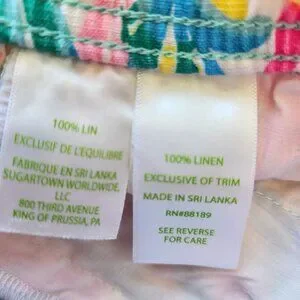 100% LIN
EXCLUSIF DE L'EQUILIBRE
FABRIQUE EN SRI LANKA
SUGARTOWN WORLDWIDE,
LLC
800 THIRD AVENUE
KING OF PRUSSIA, PA
100% LINEN
EXCLUSIVE OF TRIM
MADE IN SRI LANKA
RN#88189
SEE REVERSE
FOR CARE